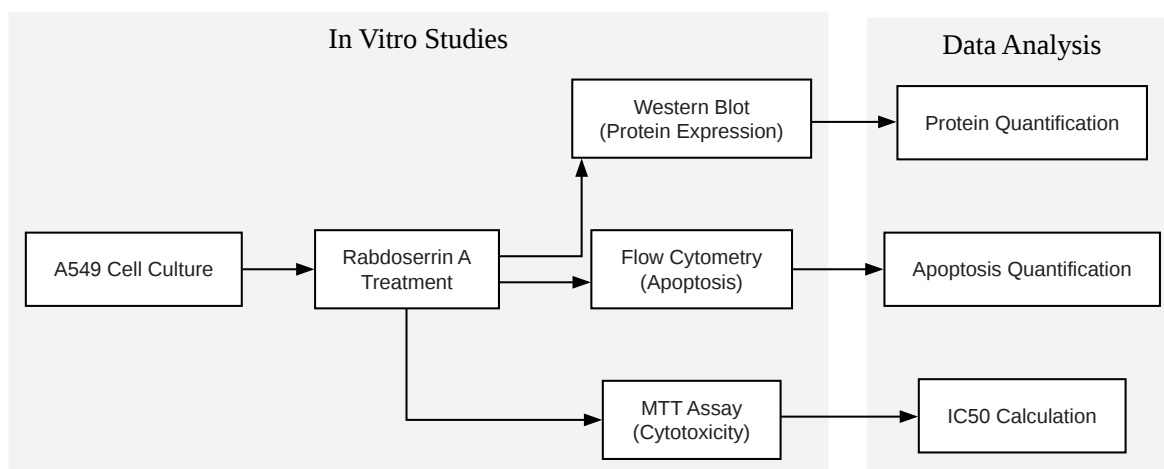 In Vitro Studies
Data Analysis
Western Blot
(Protein Expression)
Protein Quantification
A549 Cell Culture
Rabdoserrin A
Treatment
Flow Cytometry
(Apoptosis)
Apoptosis Quantification
MTT Assay
(Cytotoxicity)
IC50 Calculation